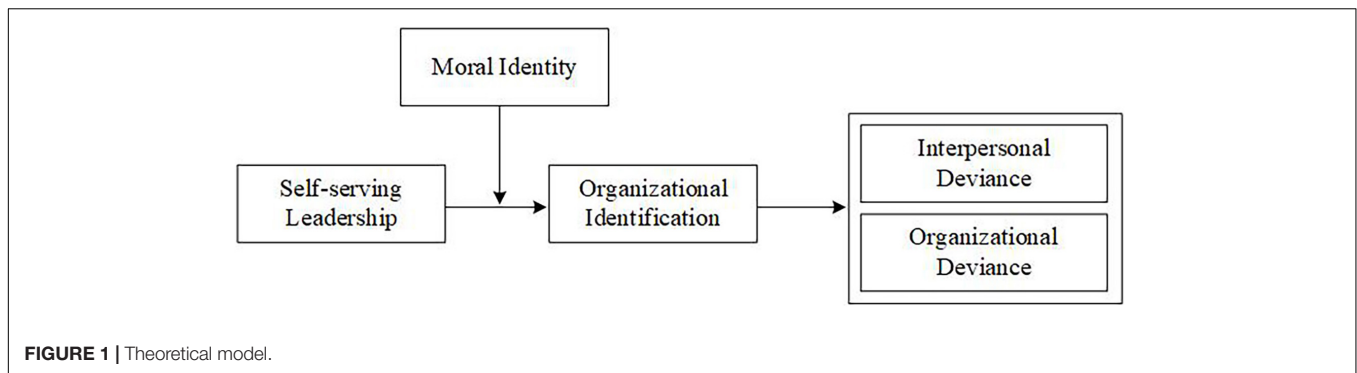 Moral Identity
Self-serving
Leadership
Organizational
Identification
Interpersonal
Deviance
Organizational
Deviance
FIGURE 1 | Theoretical model.